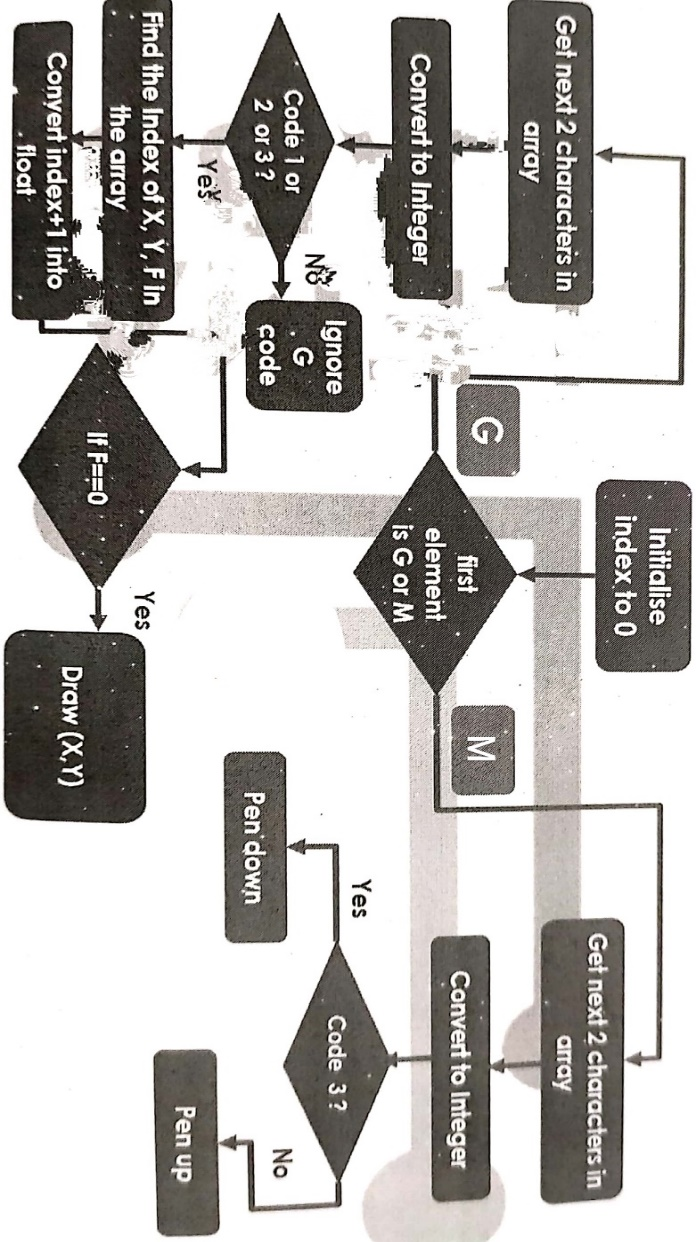 Initialise
index to 0
first
element
is G or M
G
M
Get next 2 characters in
array
Convert to Integer
Code 1 or
2 or 3 ?
No
Ignore
G
code
Yes
Find the Index of X, Y, F in
the array
Convert index+1 into
float
If F==0
Yes
Draw (X,Y)
Get next 2 characters in
array
Convert to Integer
Code 3 ?
Yes
Pen down
No
Pen up